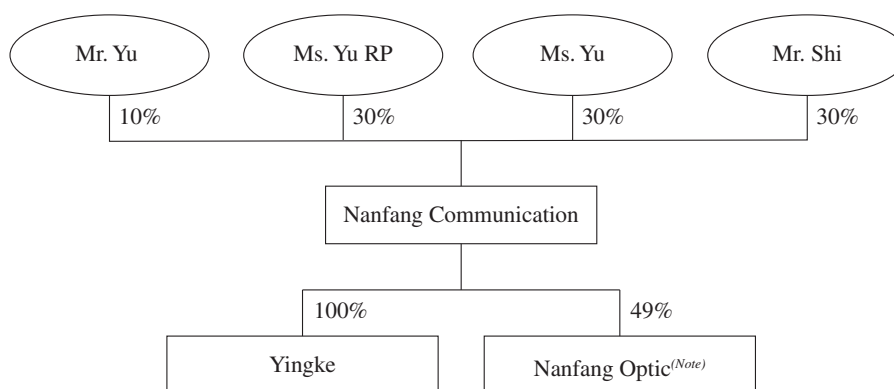 Mr. Yu
Ms. Yu RP
Ms. Yu
Mr. Shi
10%
30%
30%
30%
Nanfang Communication
100%
49%
Yingke
Nanfang Optic(Note)